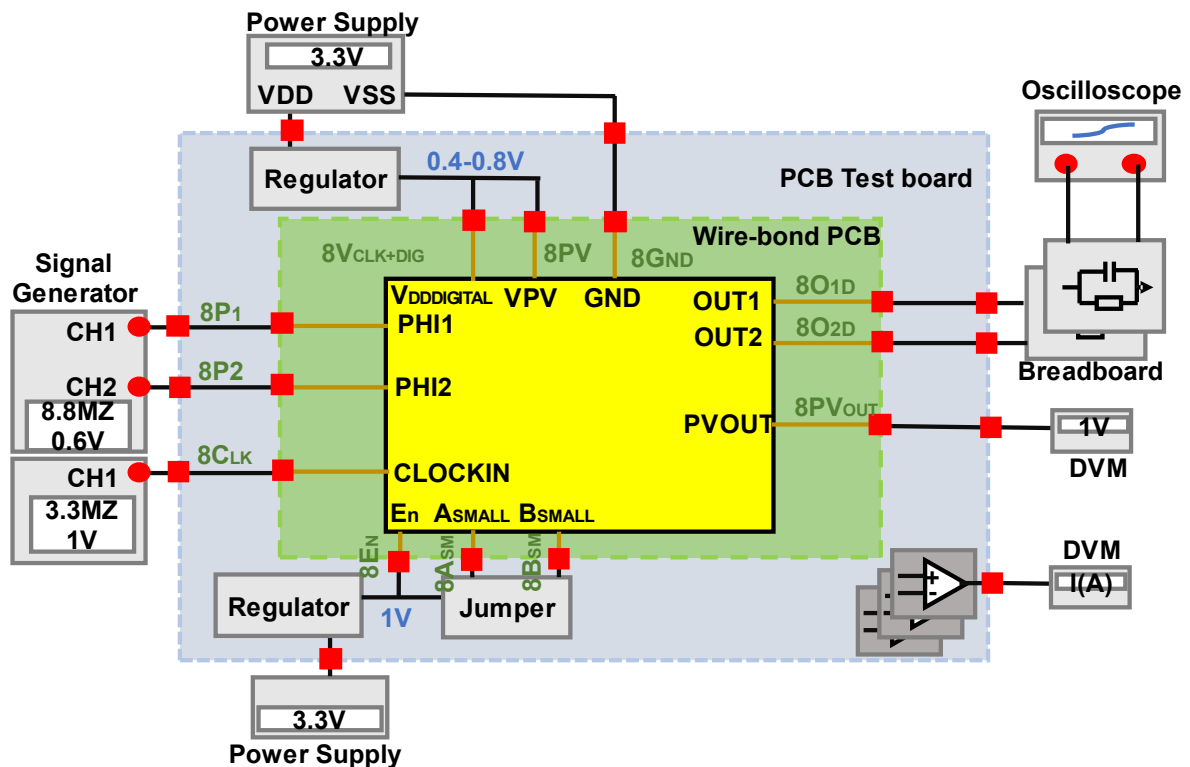 Power Supply
3.3V
VDD VSS
Oscilloscope
Regulator
0.4-0.8V
PCB Test board
Wire-bond PCB
8VCLK+DIG
8PV
8GND
Signal
Generator
CH1
8P1
VDDDIGITAL VPV GND
PHI1
OUT1
8O1D
OUT2
8O2D
CH2
8P2
PHI2
Breadboard
8.8MZ
0.6V
PVOUT
8PVOUT
1V
DVM
CH1
8CLK
CLOCKIN
3.3MZ
1V
En ASMALL BSMALL
8EN
8ASM
8BSM
DVM
I(A)
+
-
Regulator
1V
Jumper
3.3V
Power Supply